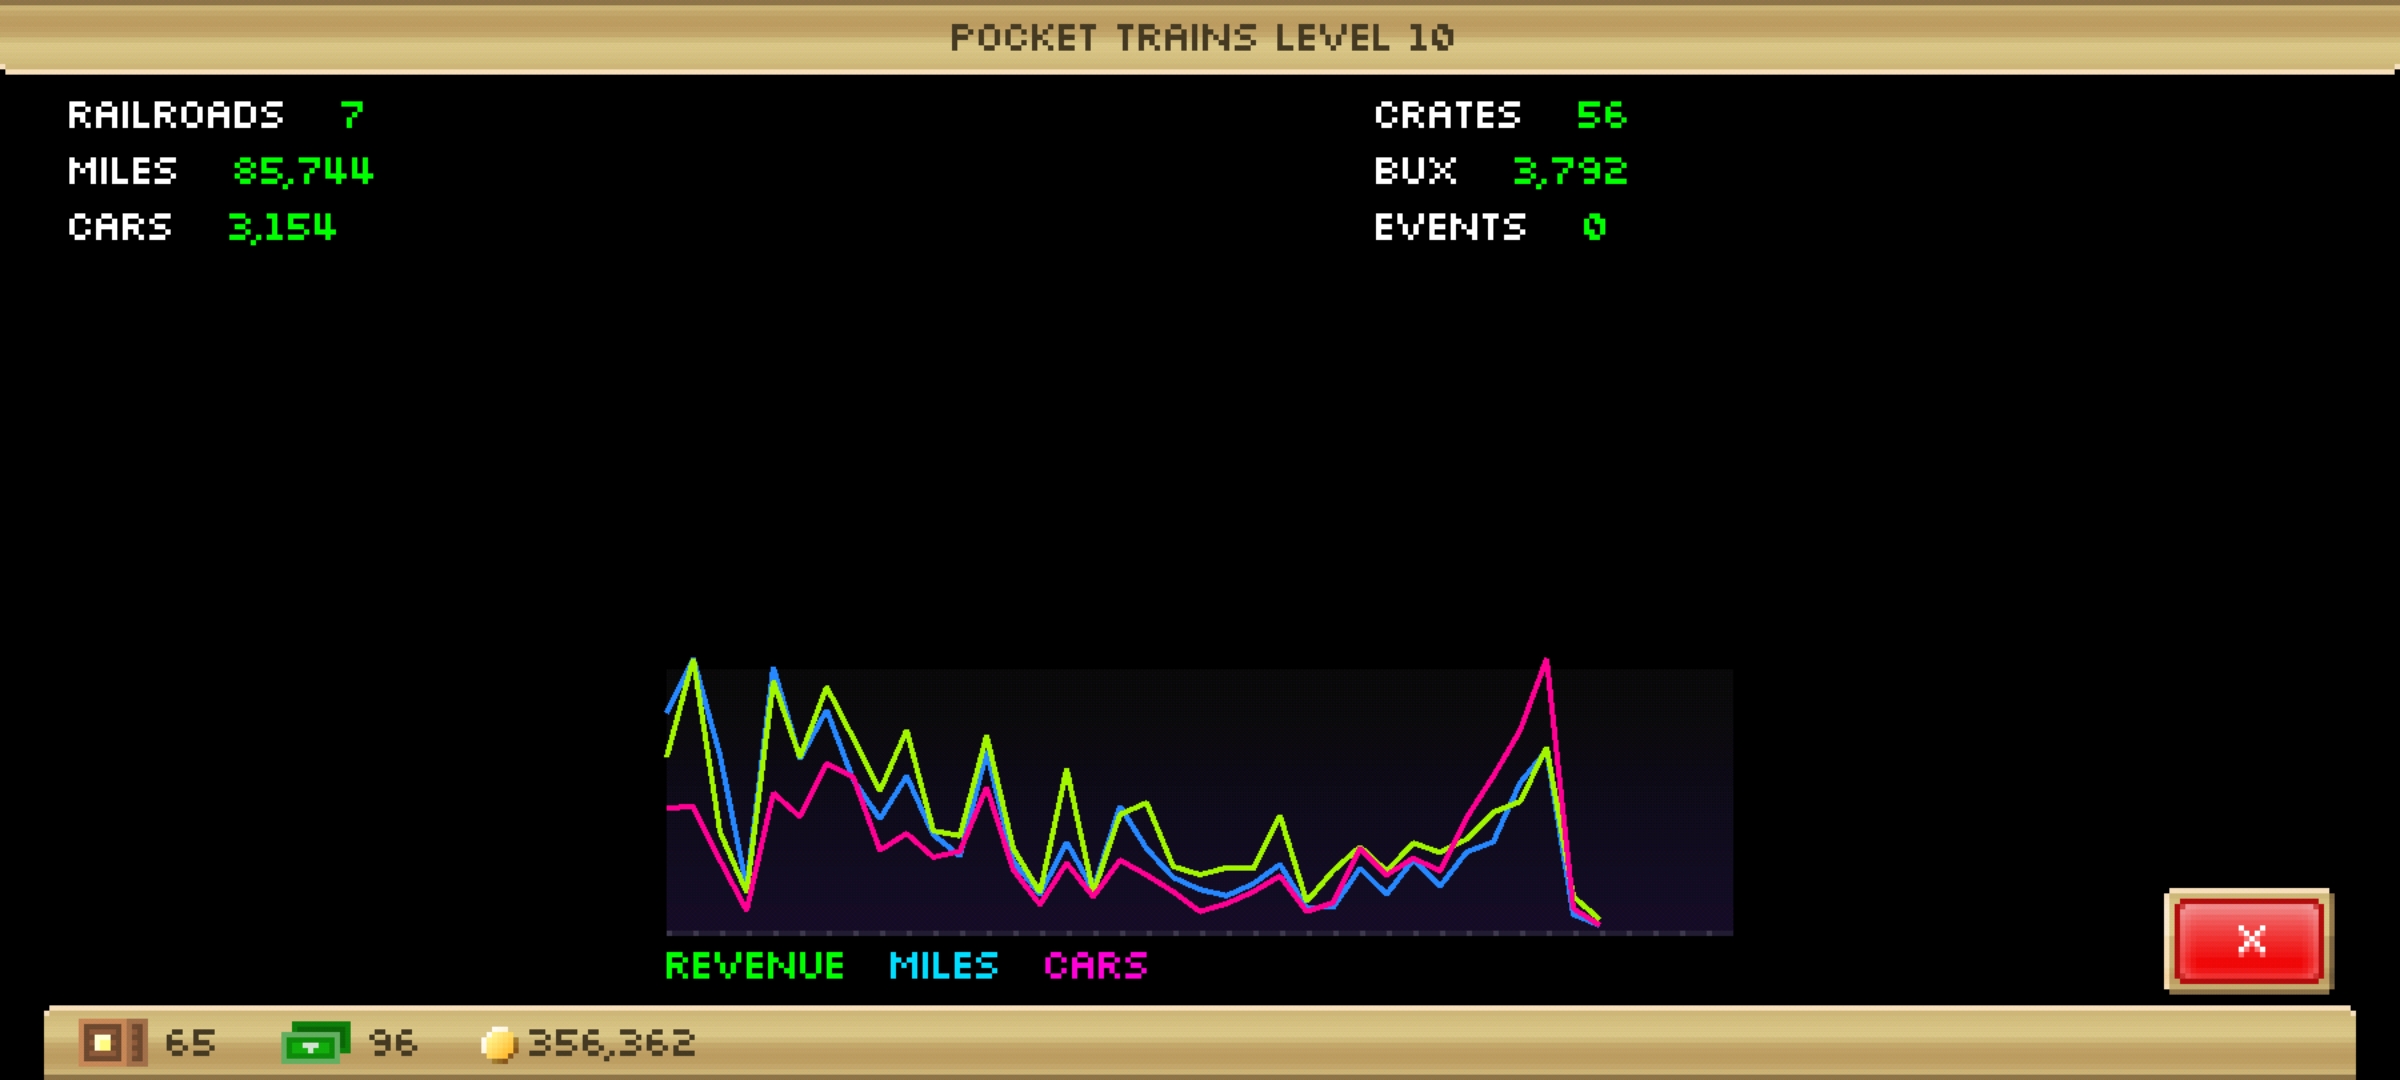 POCKET TRAINS LEVEL 10
RAILROADS 7
MILES 85,744
CARS 3,154
CRATES 56
BUX 3,792
EVENTS 0
REVENUE MILES CARS
X
65 96 356,362